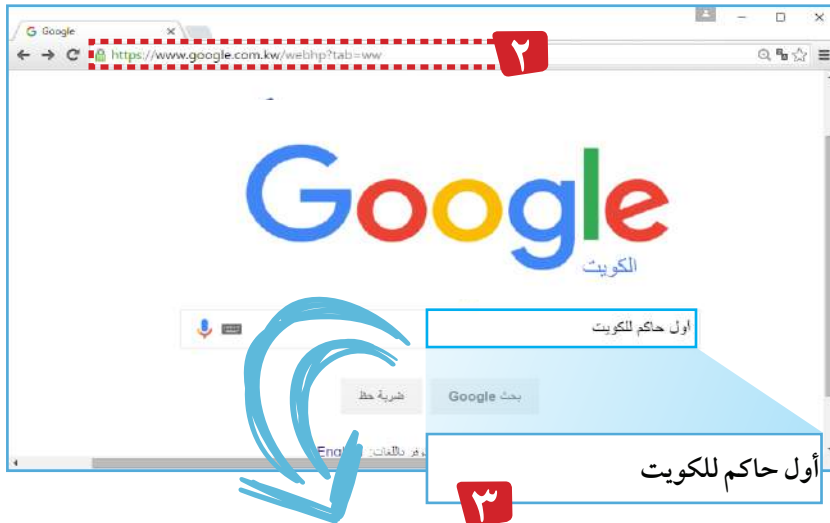 Google
https://www.google.com.kw/webhp?tab=ww
٢
Google
الكويت
أول حاكم للكويت
بحث Google
ضربة حظ
باللغات:
أول حاكم للكويت
٣